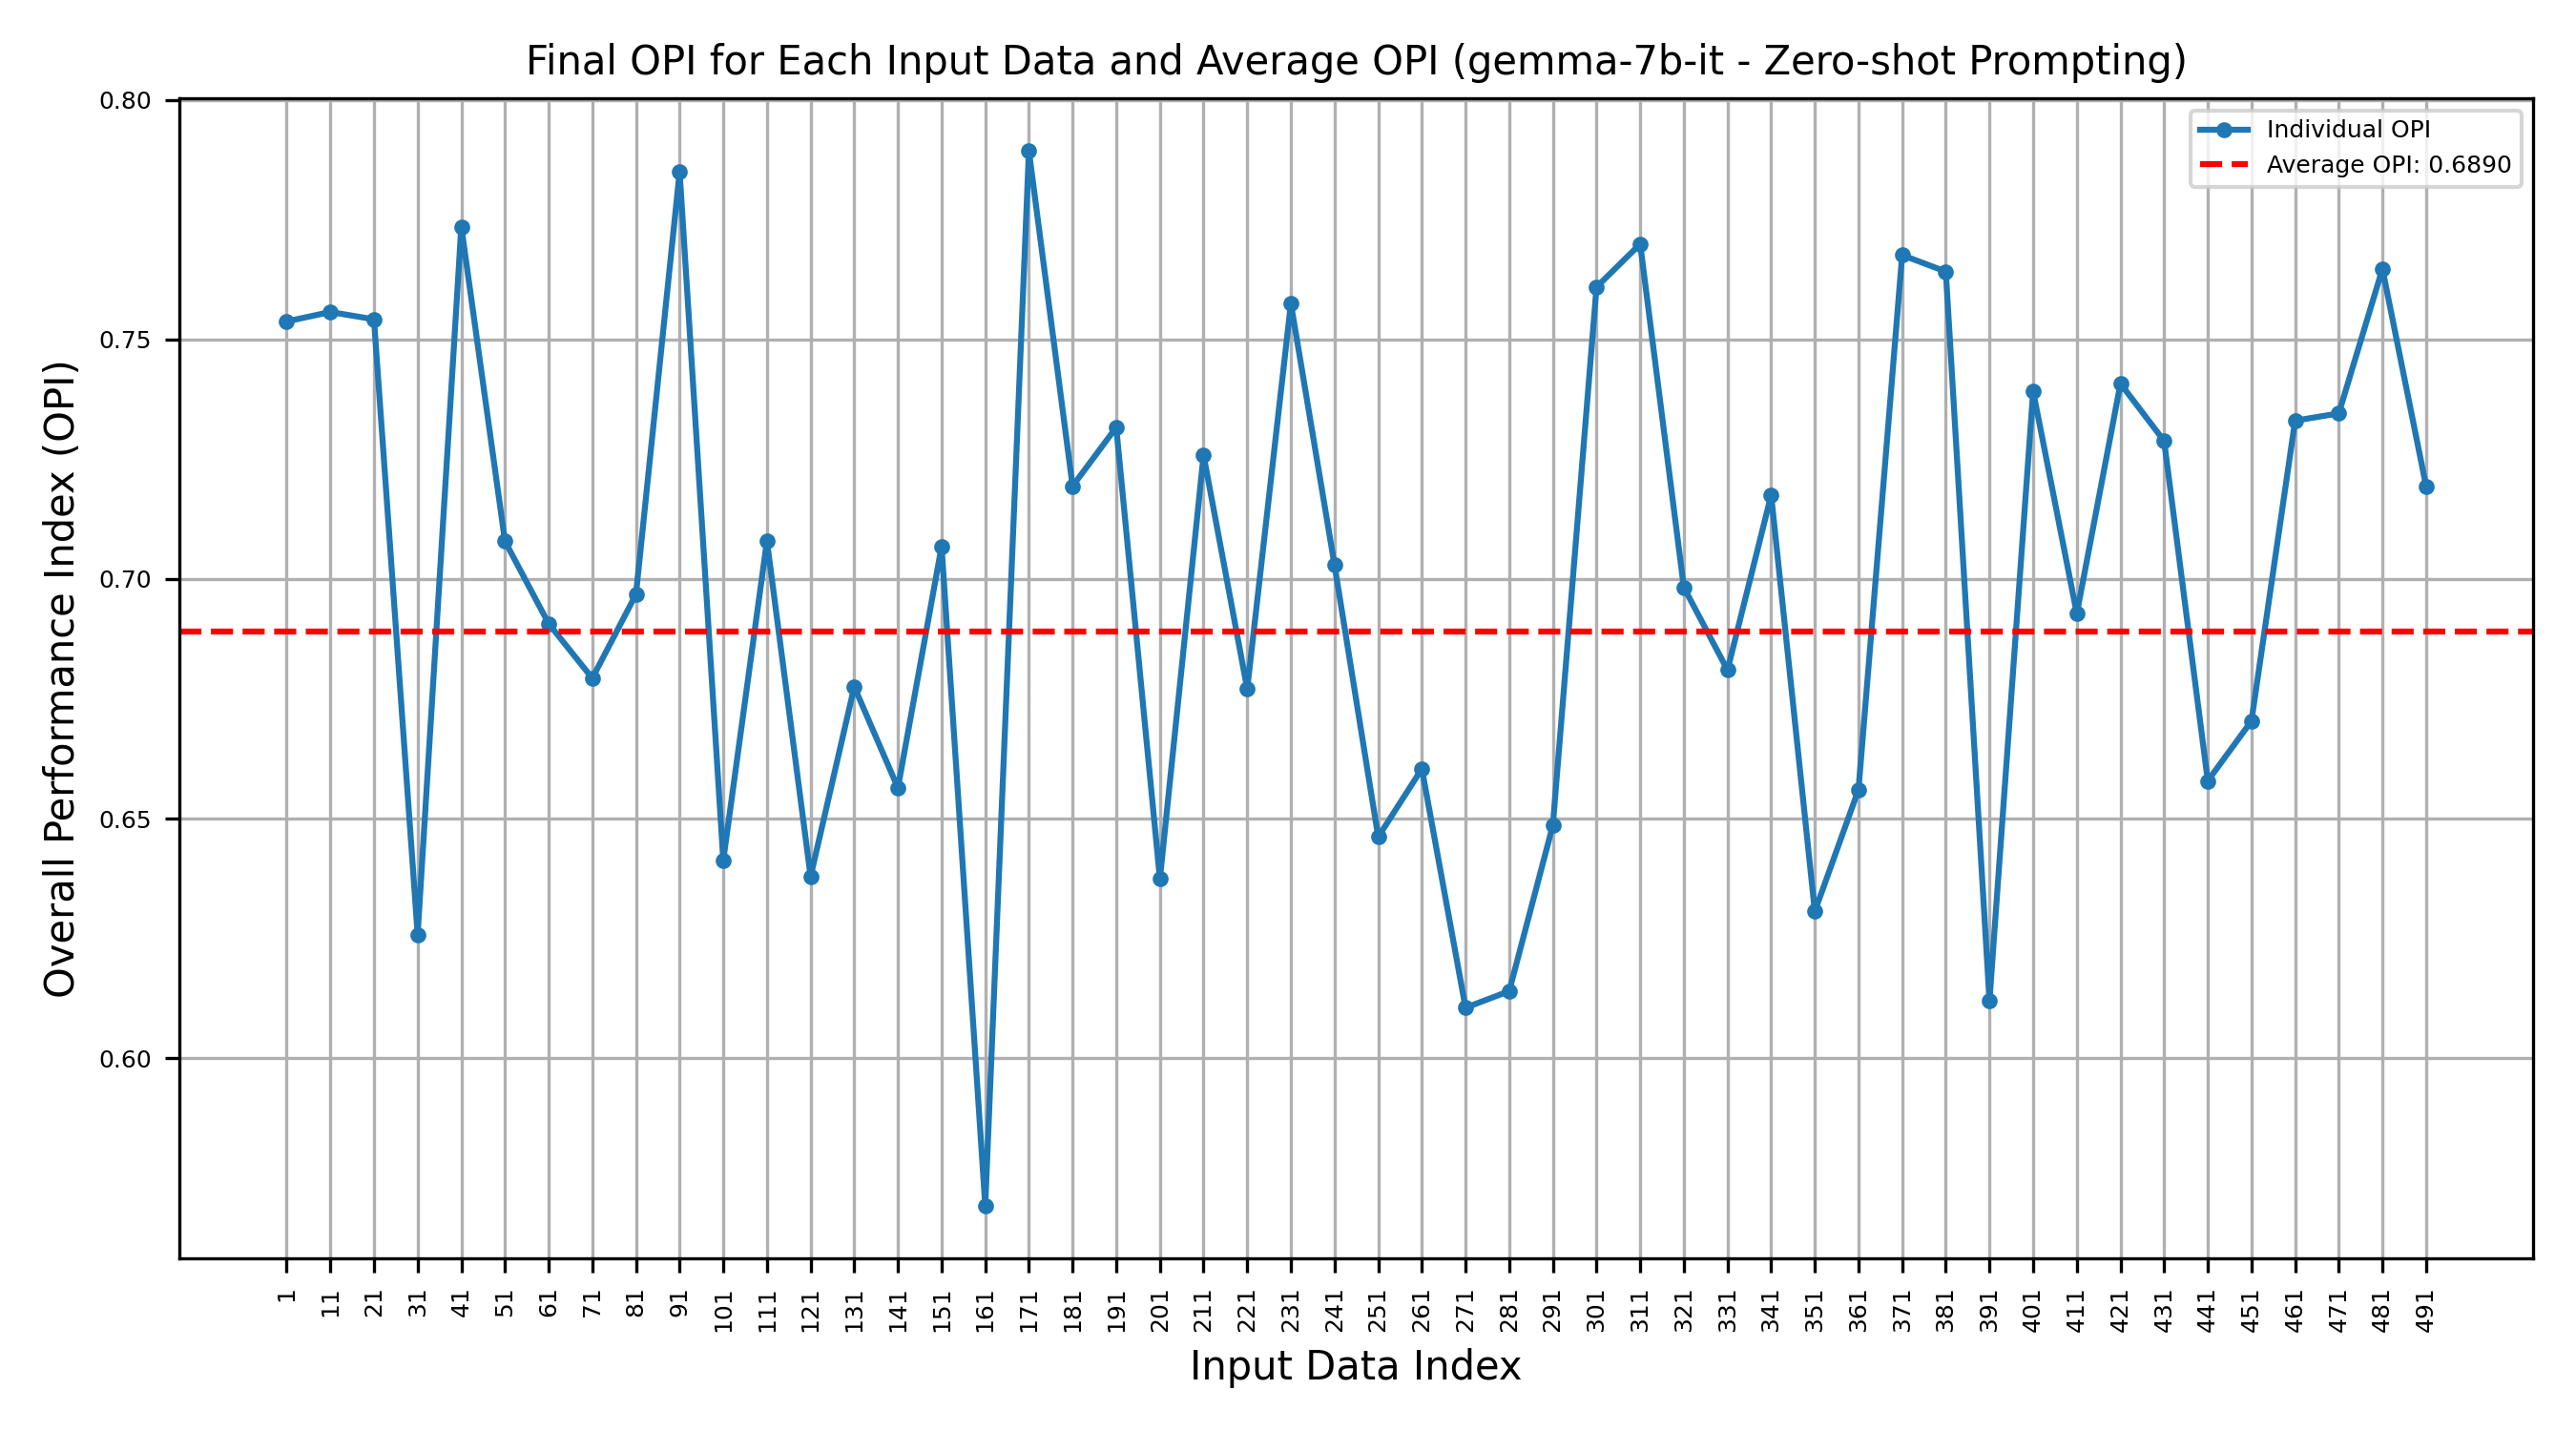 Final OPI for Each Input Data and Average OPI (gemma-7b-it - Zero-shot Prompting)
Individual OPI
Average OPI: 0.6890
Overall Performance Index (OPI)
0.80
0.75
0.70
0.65
0.60
1 11 21 31 41 51 61 71 81 91 101 111 121 131 141 151 161 171 181 191 201 211 221 231 241 251 261 271 281 291 301 311 321 331 341 351 361 371 381 391 401 411 421 431 441 451 461 471 481 491
Input Data Index